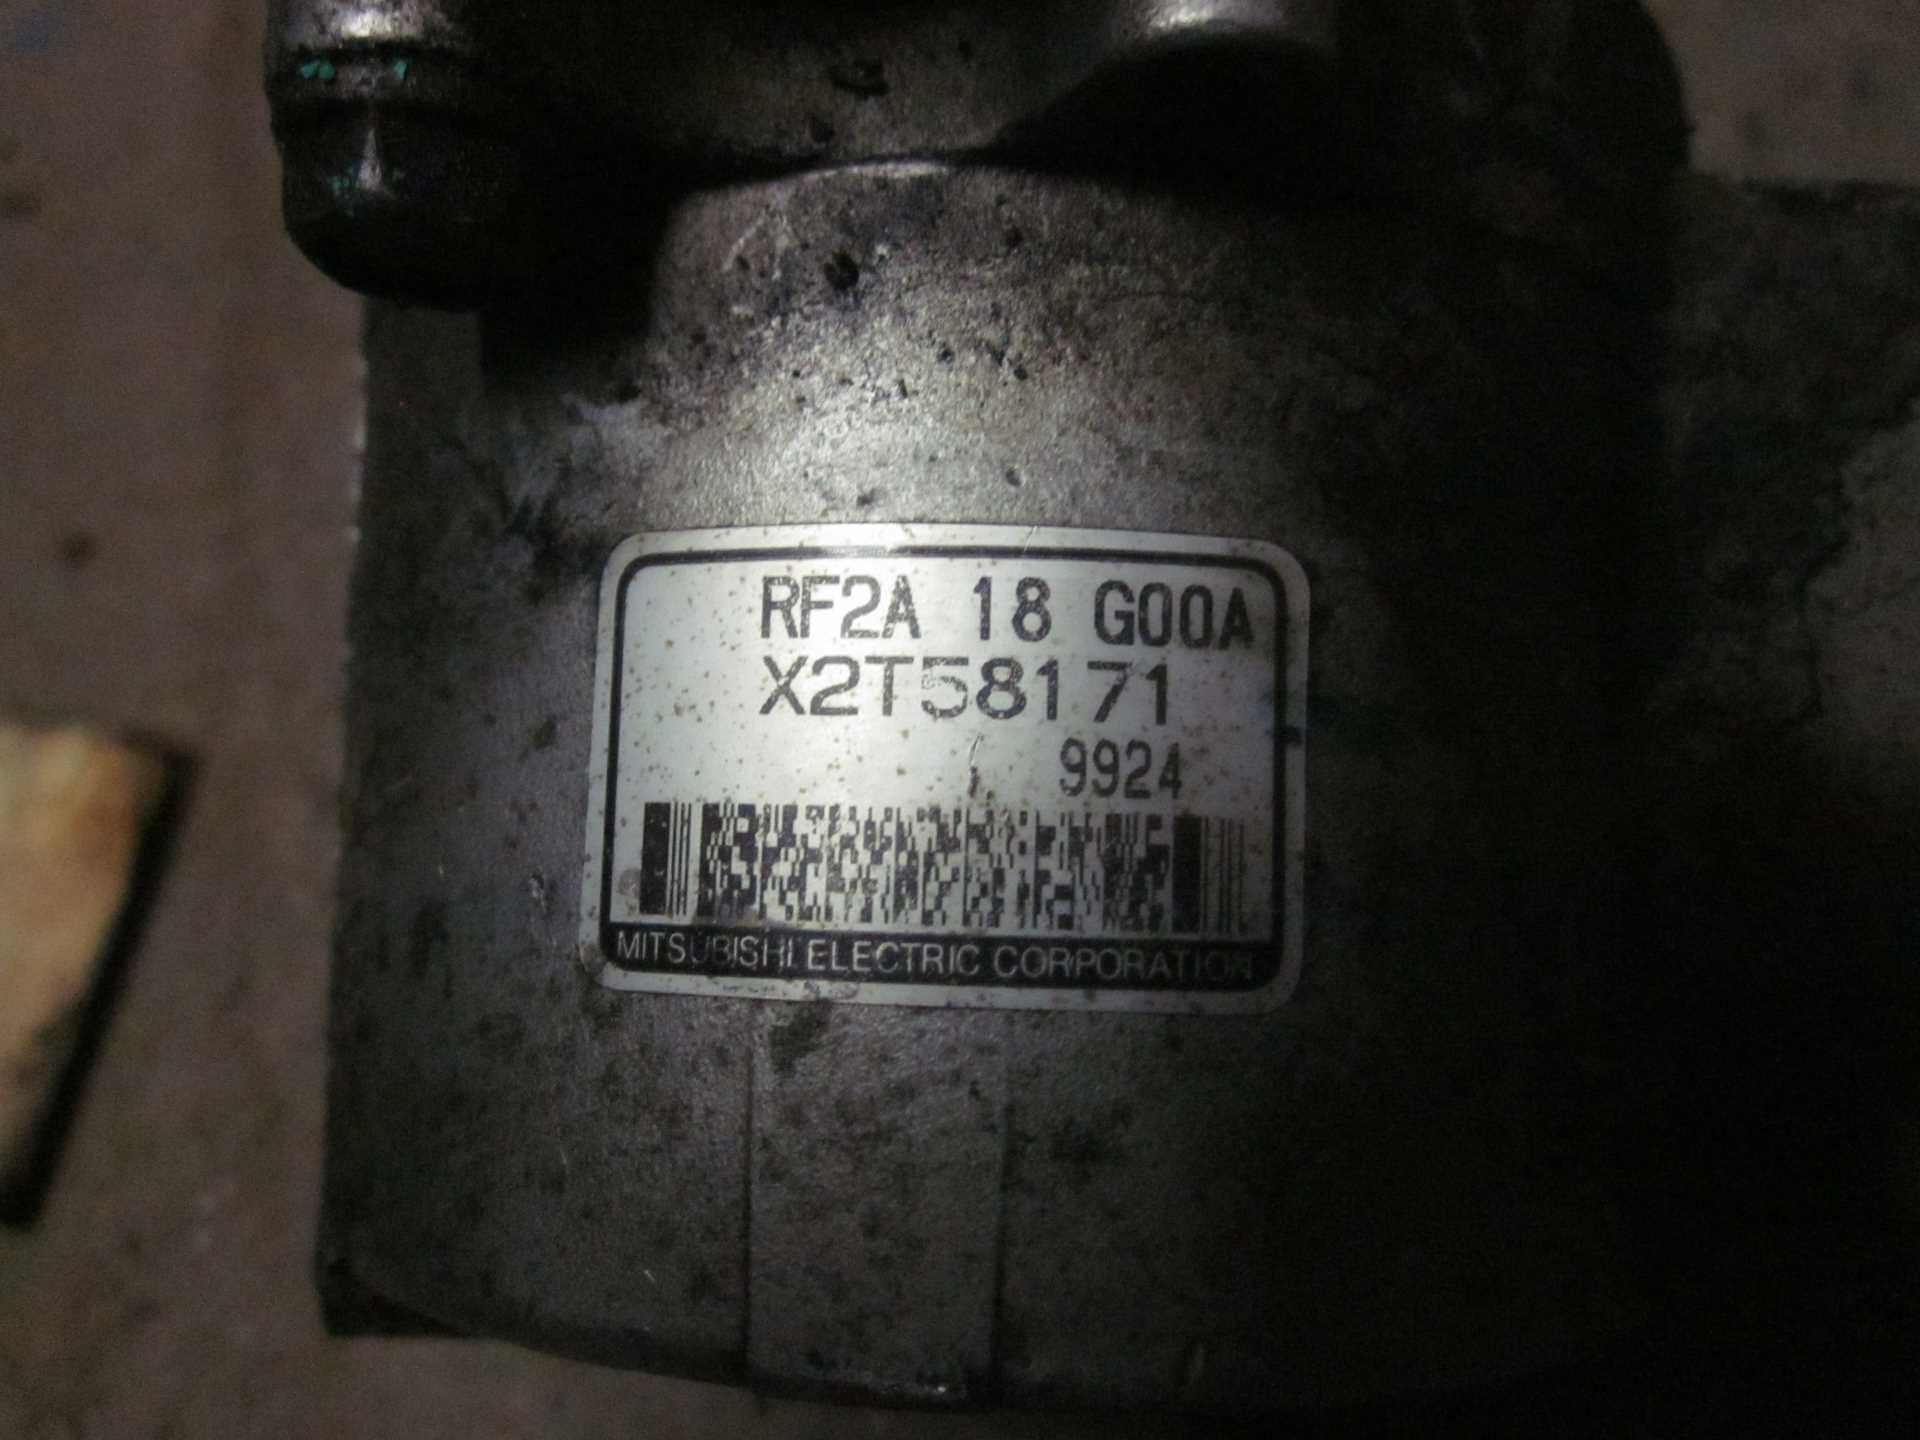 RF2A 18 G00A
X2T58171
9924
MITSUBISHI ELECTRIC CORPORATION